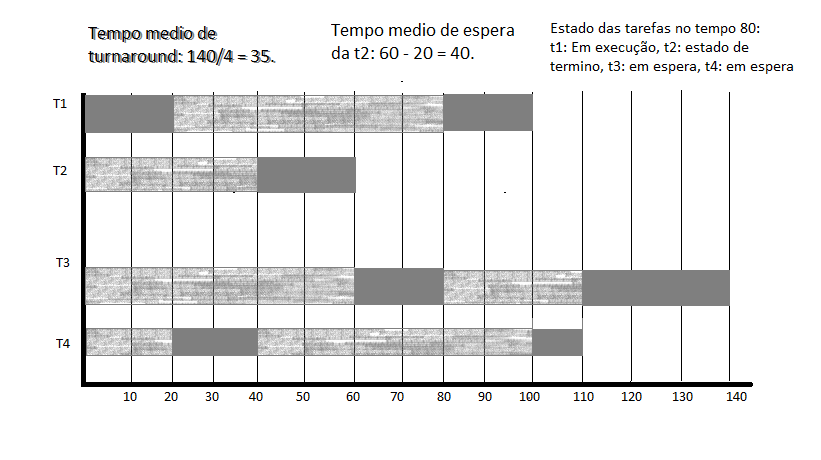 Tempo medio de
turnaround: 140/4 = 35.
Tempo medio de espera
da t2: 60 - 20 = 40.
Estado das tarefas no tempo 80:
t1: Em execução, t2: estado de
termino, t3: em espera, t4: em espera
T1
T2
T3
T4
10 20 30 40 50 60 70 80 90 100 110 120 130 140